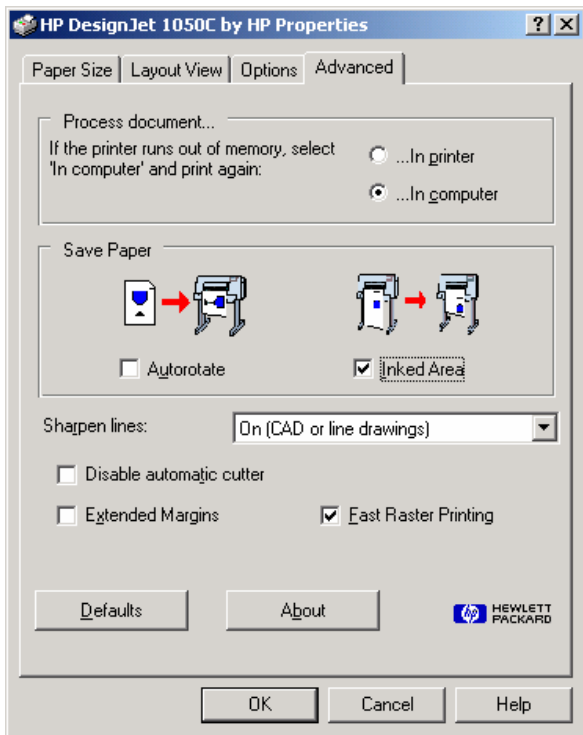 HP DesignJet 1050C by HP Properties
Paper Size
Layout View
Options
Advanced
Process document...
If the printer runs out of memory, select
'In computer' and print again:
...In printer
...In computer
Save Paper
Autorotate
Inked Area
Sharpen lines:
On (CAD or line drawings)
Disable automatic cutter
Extended Margins
Fast Raster Printing
Defaults
About
hp HEWLETT
PACKARD
OK
Cancel
Help